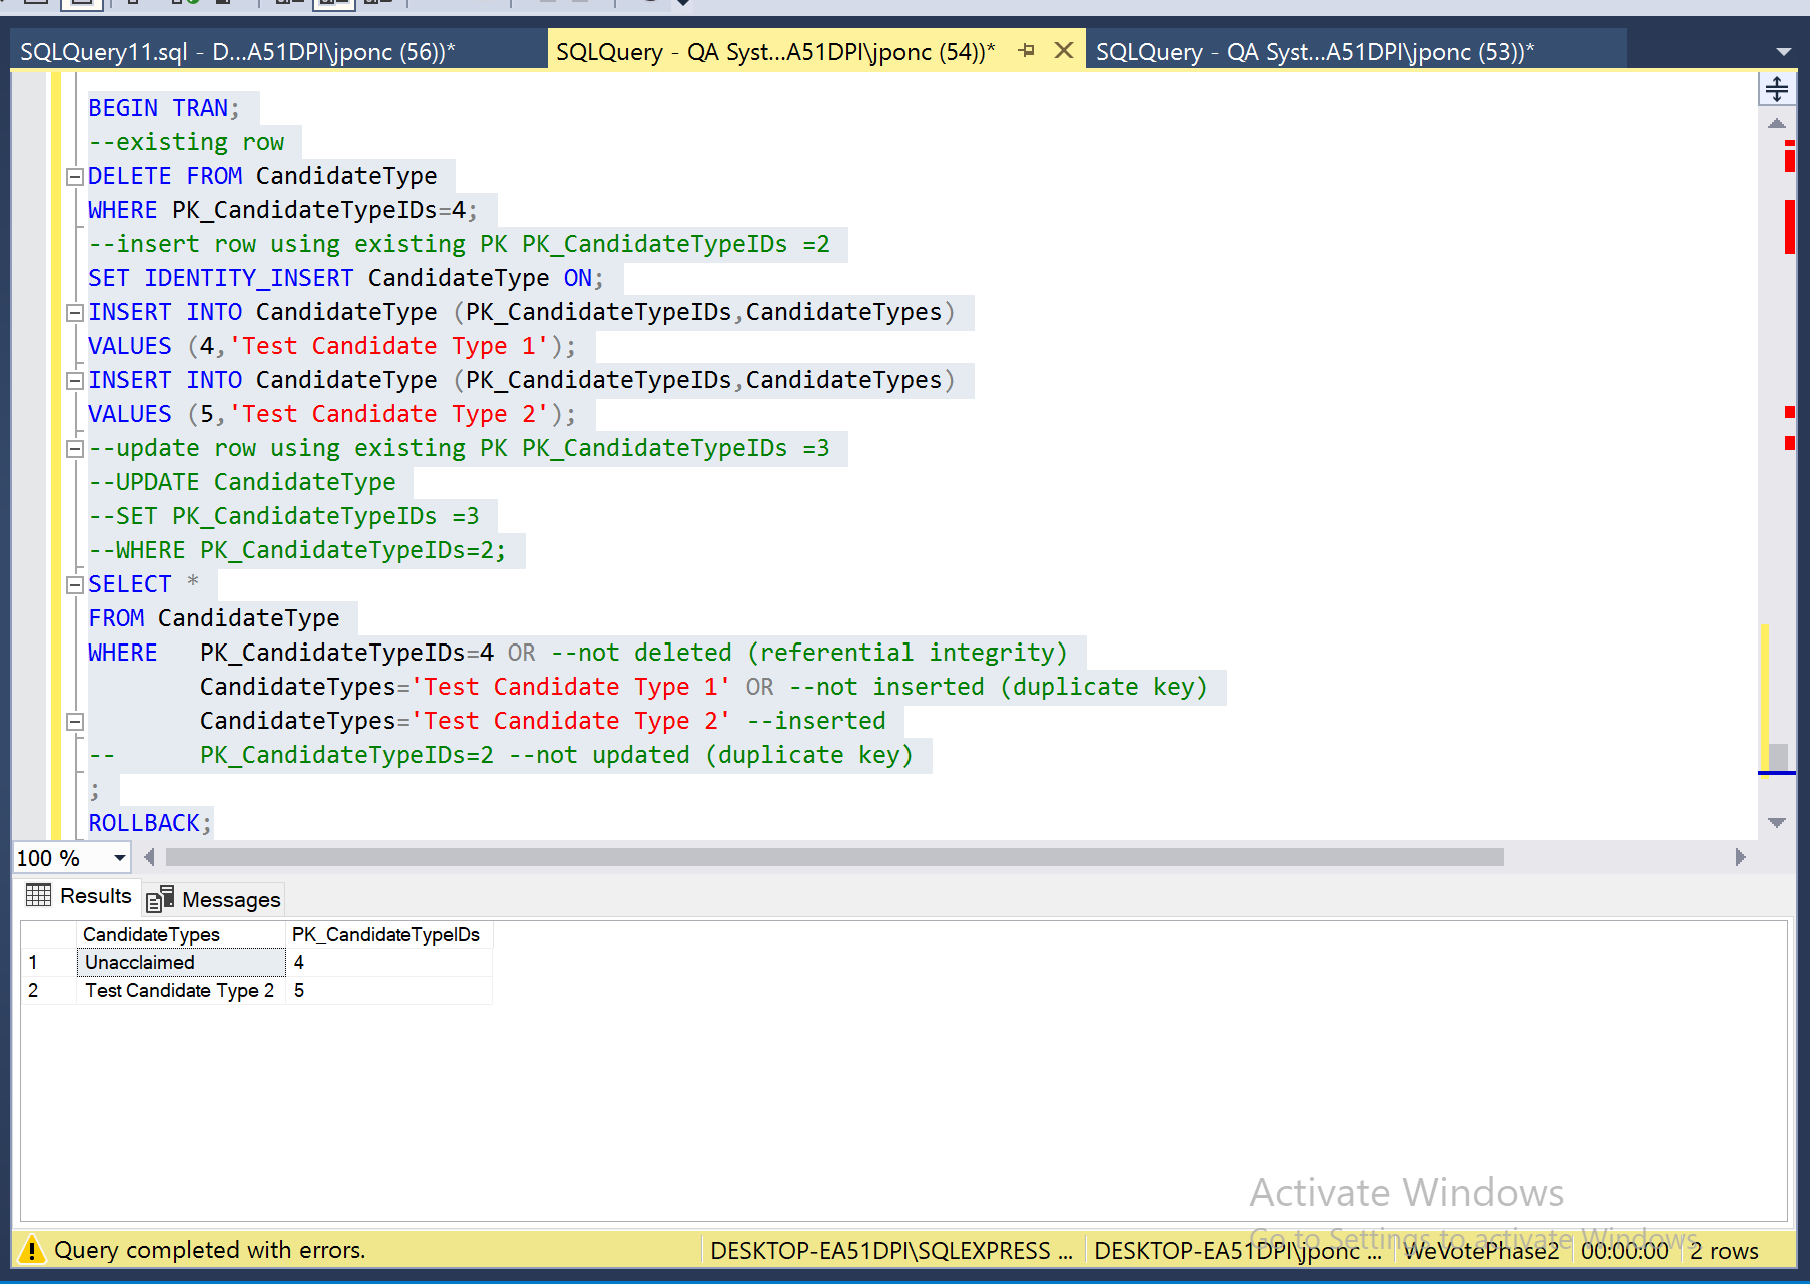 SQLQuery11.sql - D...A51DPI\jponc (56))*
SQLQuery - QA Syst...A51DPI\jponc (54))*
SQLQuery - QA Syst...A51DPI\jponc (53))*
BEGIN TRAN;
--existing row
DELETE FROM CandidateType
WHERE PK_CandidateTypeIDs=4;
--insert row using existing PK PK_CandidateTypeIDs =2
SET IDENTITY_INSERT CandidateType ON;
INSERT INTO CandidateType (PK_CandidateTypeIDs,CandidateTypes)
VALUES (4,'Test Candidate Type 1');
INSERT INTO CandidateType (PK_CandidateTypeIDs,CandidateTypes)
VALUES (5,'Test Candidate Type 2');
--update row using existing PK PK_CandidateTypeIDs =3
--UPDATE CandidateType
--SET PK_CandidateTypeIDs =3
--WHERE PK_CandidateTypeIDs=2;
SELECT *
FROM CandidateType
WHERE   PK_CandidateTypeIDs=4 OR --not deleted (referential integrity)
        CandidateTypes='Test Candidate Type 1' OR --not inserted (duplicate key)
        CandidateTypes='Test Candidate Type 2' --inserted
--      PK_CandidateTypeIDs=2 --not updated (duplicate key)
;
ROLLBACK;
100 %
Results Messages
CandidateTypes PK_CandidateTypeIDs
1 Unacclaimed 4
2 Test Candidate Type 2 5
Activate Windows
Go to Settings to activate Windows.
Query completed with errors. DESKTOP-EA51DPI\SQLEXPRESS ... DESKTOP-EA51DPI\jponc ... WeVotePhase2 00:00:00 2 rows